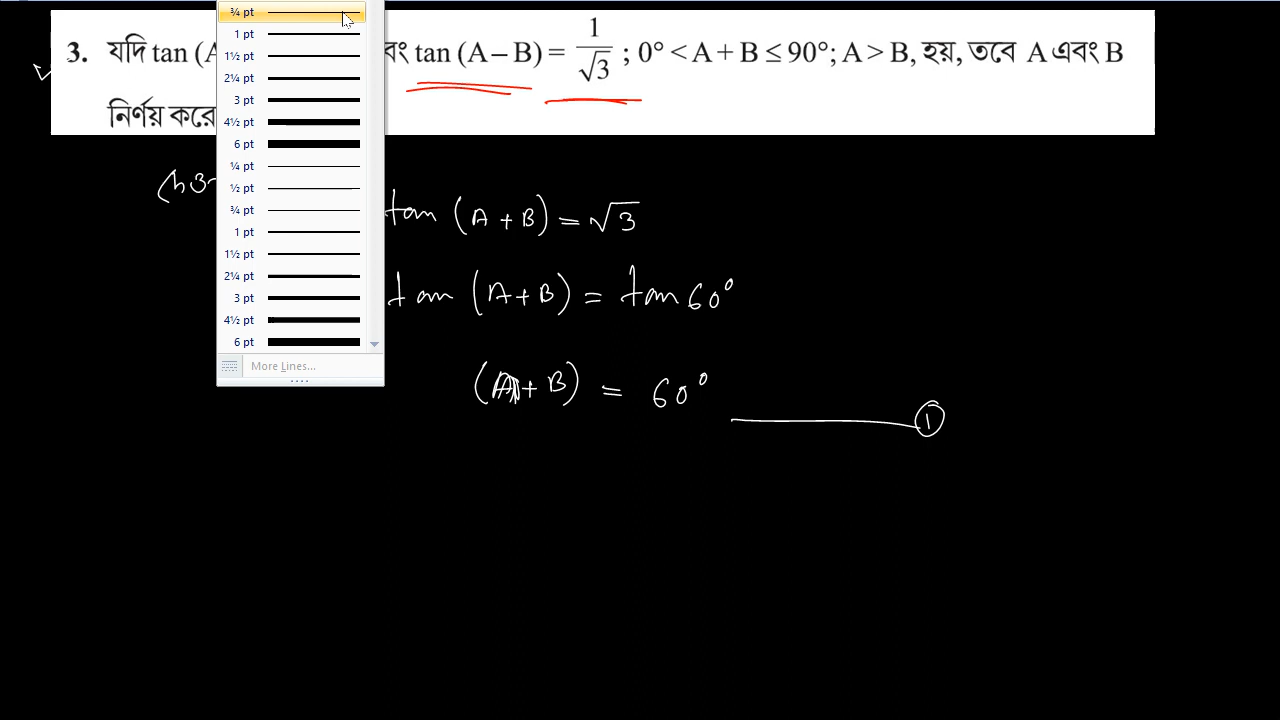 3. যদি tan (A বং tan (A – B) = 1/√3 ; 0° < A + B ≤ 90°; A > B, হয়, তবে A এবং B
নির্ণয় করে
¾ pt
1 pt
1½ pt
2¼ pt
3 pt
4½ pt
6 pt
¼ pt
½ pt
¾ pt
1 pt
1½ pt
2¼ pt
3 pt
4½ pt
6 pt
More Lines...
tan (A + B) = √3
tan (A+B) = tan 60°
(A + B) = 60°
1